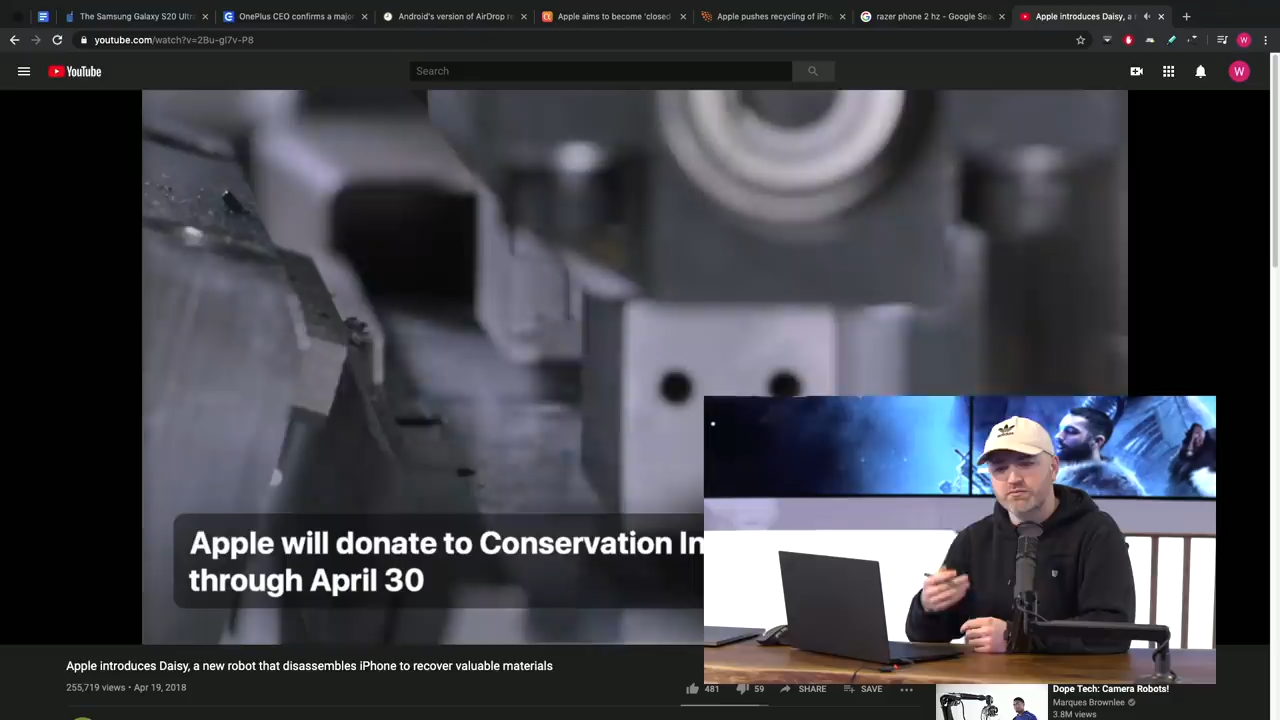 The Samsung Galaxy S20 Ultra
OnePlus CEO confirms a major
Android's version of AirDrop re
Apple aims to become 'closed
Apple pushes recycling of iPho
razer phone 2 hz - Google Sea
Apple introduces Daisy, a n
youtube.com/watch?v=2Bu-gl7v-P8
W
YouTube
Search
W
Apple will donate to Conservation In
through April 30
Apple introduces Daisy, a new robot that disassembles iPhone to recover valuable materials
255,719 views • Apr 19, 2018
481
59
SHARE
SAVE
Dope Tech: Camera Robots!
Marques Brownlee
3.8M views